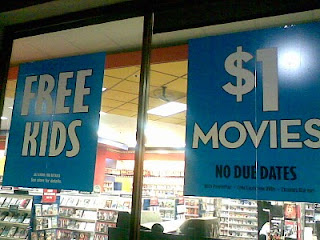 FREE
KIDS
$1
MOVIES
NO DUE DATES